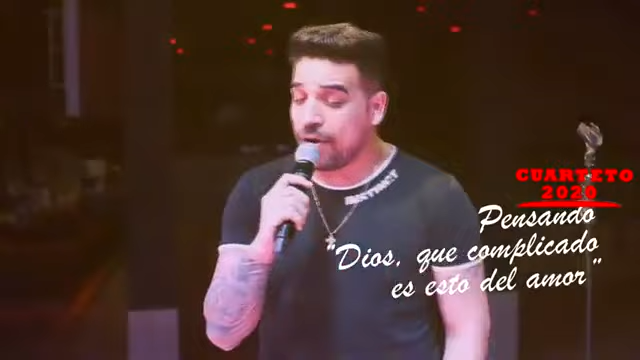 CUARTETO
2020
Pensando
"Dios, que complicado
es esto del amor"